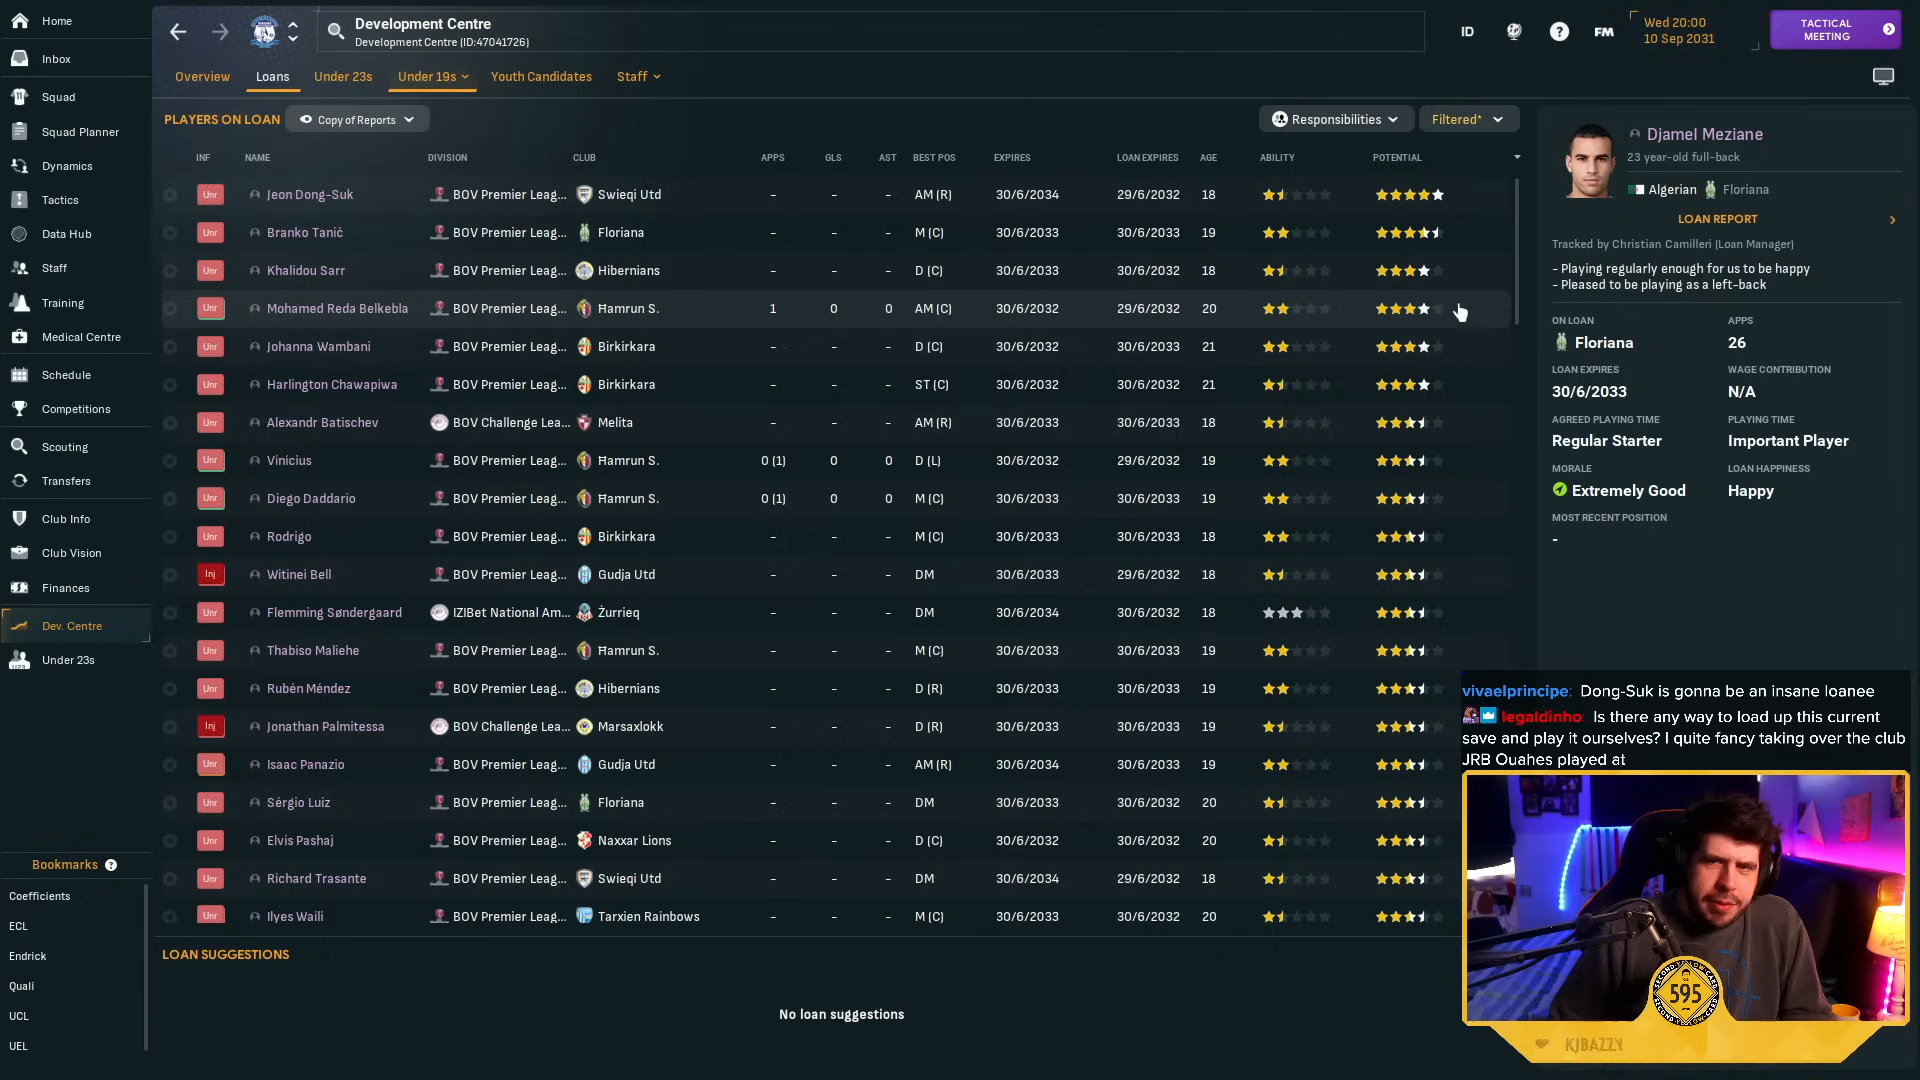 Home
Inbox
Squad
Squad Planner
Dynamics
Tactics
Data Hub
Staff
Training
Medical Centre
Schedule
Competitions
Scouting
Transfers
Club Info
Club Vision
Finances
Dev. Centre
Under 23s
Bookmarks ?
Coefficients
ECL
Endrick
Quali
UCL
UEL
Development Centre
Development Centre (ID:47041726)
ID ? FM
Wed 20:00
10 Sep 2031
TACTICAL
MEETING
Overview Loans Under 23s Under 19s Youth Candidates Staff
PLAYERS ON LOAN Copy of Reports Responsibilities Filtered*
INF NAME DIVISION CLUB APPS GLS AST BEST POS EXPIRES LOAN EXPIRES AGE ABILITY POTENTIAL
Unr Jeon Dong-Suk BOV Premier Leag... Swieqi Utd - - - AM (R) 30/6/2034 29/6/2032 18
Unr Branko Tanić BOV Premier Leag... Floriana - - - M (C) 30/6/2033 30/6/2033 19
Unr Khalidou Sarr BOV Premier Leag... Hibernians - - - D (C) 30/6/2033 30/6/2032 18
Unr Mohamed Reda Belkebla BOV Premier Leag... Ħamrun S. 1 0 0 AM (C) 30/6/2032 29/6/2032 20
Unr Johanna Wambani BOV Premier Leag... Birkirkara - - - D (C) 30/6/2032 30/6/2033 21
Unr Harlington Chawapiwa BOV Premier Leag... Birkirkara - - - ST (C) 30/6/2032 30/6/2032 21
Unr Alexandr Batischev BOV Challenge Lea... Melita - - - AM (R) 30/6/2033 30/6/2033 18
Unr Vinícius BOV Premier Leag... Ħamrun S. 0 (1) 0 0 D (L) 30/6/2032 29/6/2032 19
Unr Diego Daddario BOV Premier Leag... Ħamrun S. 0 (1) 0 0 M (C) 30/6/2033 30/6/2033 19
Unr Rodrigo BOV Premier Leag... Birkirkara - - - M (C) 30/6/2033 30/6/2033 18
Inj Witinei Bell BOV Premier Leag... Gudja Utd - - - DM 30/6/2033 29/6/2032 18
Unr Flemming Søndergaard IZIBet National Am... Żurrieq - - - DM 30/6/2034 30/6/2032 18
Unr Thabiso Maliehe BOV Premier Leag... Ħamrun S. - - - M (C) 30/6/2033 30/6/2033 19
Unr Rubén Méndez BOV Premier Leag... Hibernians - - - D (R) 30/6/2033 30/6/2033 19
Inj Jonathan Palmitessa BOV Challenge Lea... Marsaxlokk - - - D (R) 30/6/2033 30/6/2032 19
Unr Isaac Panazio BOV Premier Leag... Gudja Utd - - - AM (R) 30/6/2034 30/6/2033 19
Unr Sérgio Luiz BOV Premier Leag... Floriana - - - DM 30/6/2033 30/6/2032 20
Unr Elvis Pashaj BOV Premier Leag... Naxxar Lions - - - D (C) 30/6/2032 30/6/2032 20
Unr Richard Trasante BOV Premier Leag... Swieqi Utd - - - DM 30/6/2034 29/6/2032 18
Unr Ilyes Waili BOV Premier Leag... Tarxien Rainbows - - - M (C) 30/6/2033 30/6/2032 20
LOAN SUGGESTIONS
No loan suggestions
Djamel Meziane
23 year-old full-back
Algerian Floriana
LOAN REPORT
Tracked by Christian Camilleri (Loan Manager)
- Playing regularly enough for us to be happy
- Pleased to be playing as a left-back
ON LOAN APPS
Floriana 26
LOAN EXPIRES WAGE CONTRIBUTION
30/6/2033 N/A
AGREED PLAYING TIME PLAYING TIME
Regular Starter Important Player
MORALE LOAN HAPPINESS
Extremely Good Happy
MOST RECENT POSITION
-
vivaelprincipe: Dong-Suk is gonna be an insane loanee
legaldinho: Is there any way to load up this current
save and play it ourselves? I quite fancy taking over the club
JRB Ouahes played at
SECOND YELLOW CARD
595
KJBAZZY